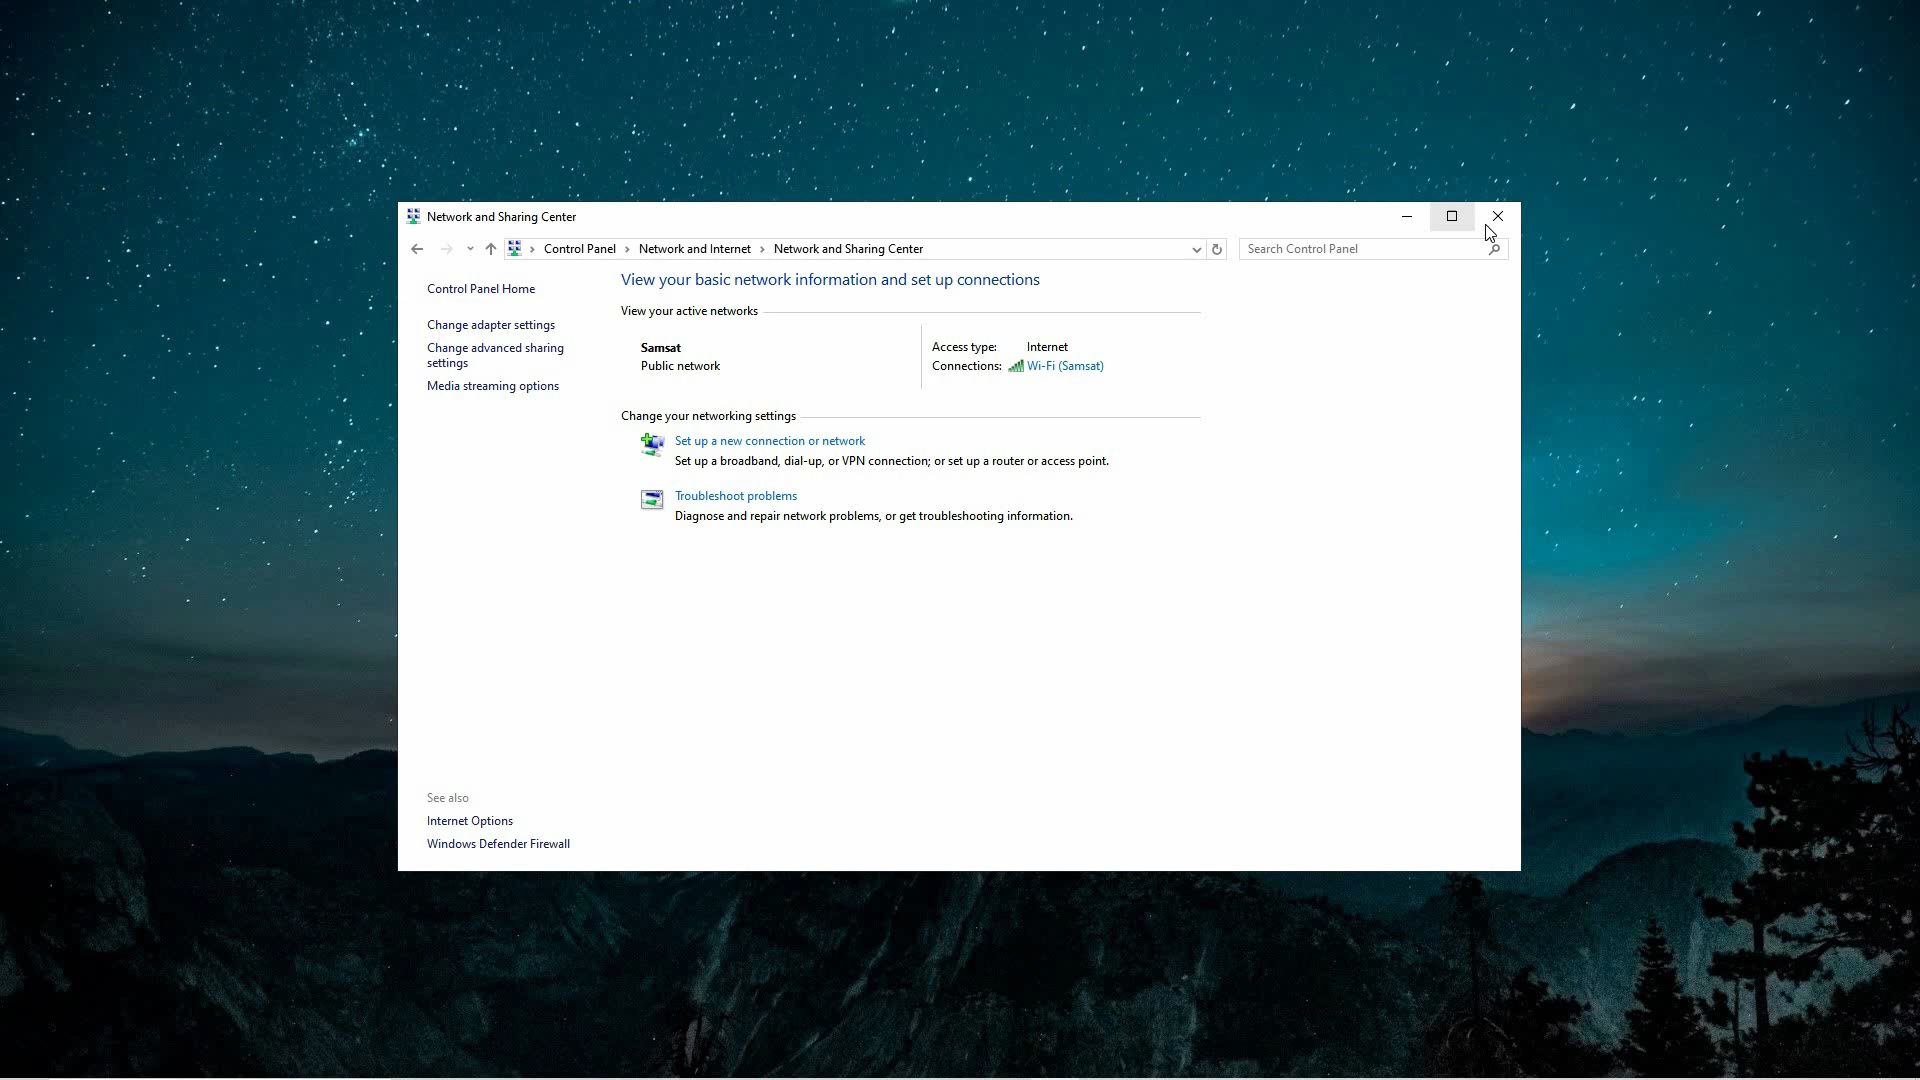 Network and Sharing Center
Control Panel > Network and Internet > Network and Sharing Center
Search Control Panel
Control Panel Home
Change adapter settings
Change advanced sharing
settings
Media streaming options
View your basic network information and set up connections
View your active networks
Samsat
Public network
Access type: Internet
Connections: Wi-Fi (Samsat)
Change your networking settings
Set up a new connection or network
Set up a broadband, dial-up, or VPN connection; or set up a router or access point.
Troubleshoot problems
Diagnose and repair network problems, or get troubleshooting information.
See also
Internet Options
Windows Defender Firewall